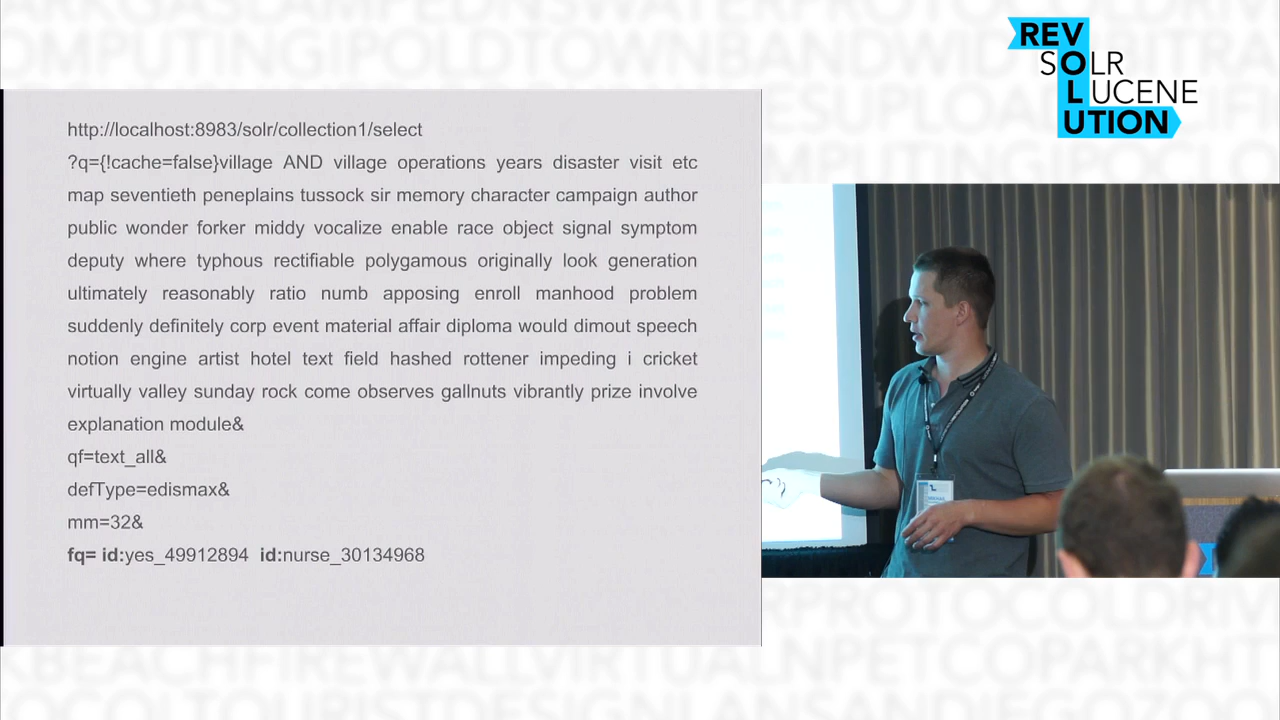 REV
SOLR
LUCENE
UTION
http://localhost:8983/solr/collection1/select
?q={!cache=false}village AND village operations years disaster visit etc
map seventieth peneplains tussock sir memory character campaign author
public wonder forker middy vocalize enable race object signal symptom
deputy where typhous rectifiable polygamous originally look generation
ultimately reasonably ratio numb apposing enroll manhood problem
suddenly definitely corp event material affair diploma would dimout speech
notion engine artist hotel text field hashed rottener impeding i cricket
virtually valley sunday rock come observes gallnuts vibrantly prize involve
explanation module&
qf=text_all&
defType=edismax&
mm=32&
fq= id:yes_49912894 id:nurse_30134968